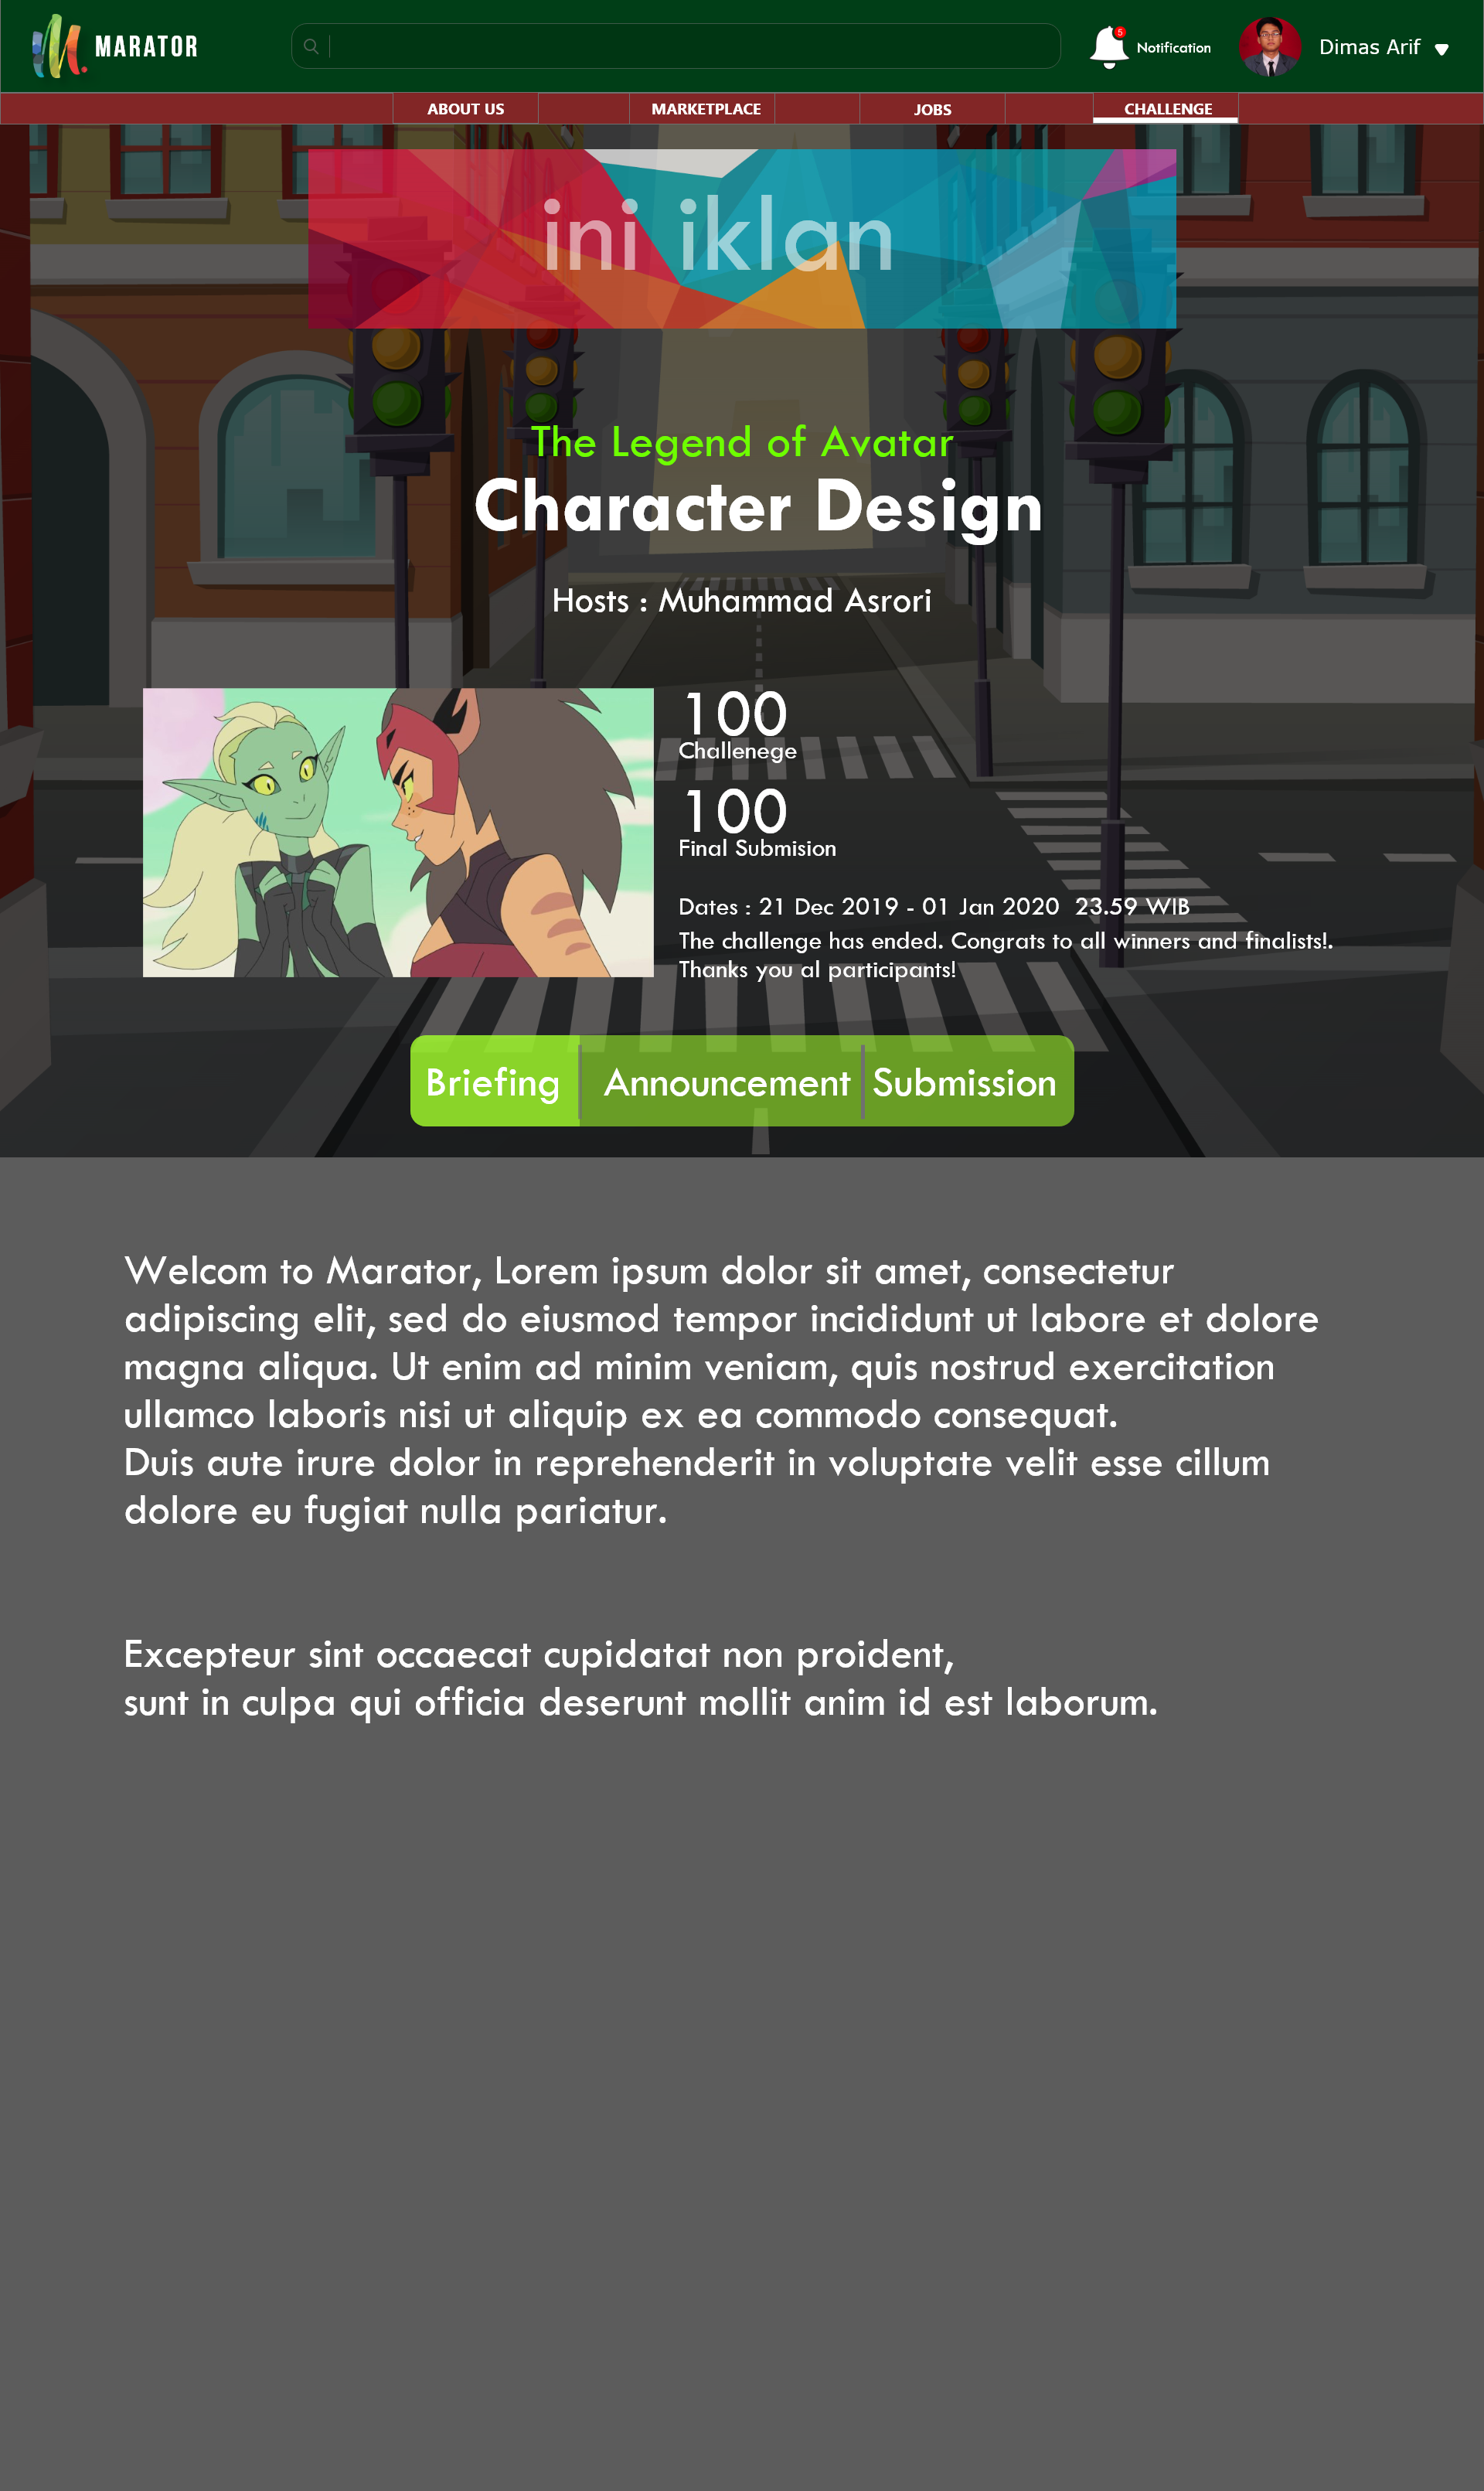 MARATOR
5
Notification
Dimas Arif
ABOUT US
MARKETPLACE
JOBS
CHALLENGE
ini iklan
The Legend of Avatar
Character Design
Hosts : Muhammad Asrori
100
Challenege
100
Final Submision
Dates : 21 Dec 2019 - 01 Jan 2020  23.59 WIB
The challenge has ended. Congrats to all winners and finalists!.
Thanks you al participants!
Briefing
Announcement
Submission
Welcom to Marator, Lorem ipsum dolor sit amet, consectetur
adipiscing elit, sed do eiusmod tempor incididunt ut labore et dolore
magna aliqua. Ut enim ad minim veniam, quis nostrud exercitation
ullamco laboris nisi ut aliquip ex ea commodo consequat.
Duis aute irure dolor in reprehenderit in voluptate velit esse cillum
dolore eu fugiat nulla pariatur.
Excepteur sint occaecat cupidatat non proident,
sunt in culpa qui officia deserunt mollit anim id est laborum.